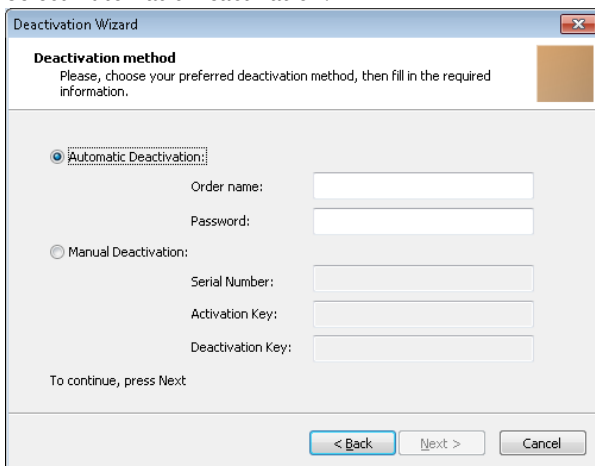 Deactivation Wizard
Deactivation method
Please, choose your preferred deactivation method, then fill in the required
information.
Automatic Deactivation:
Order name:
Password:
Manual Deactivation:
Serial Number:
Activation Key:
Deactivation Key:
To continue, press Next
< Back
Next >
Cancel